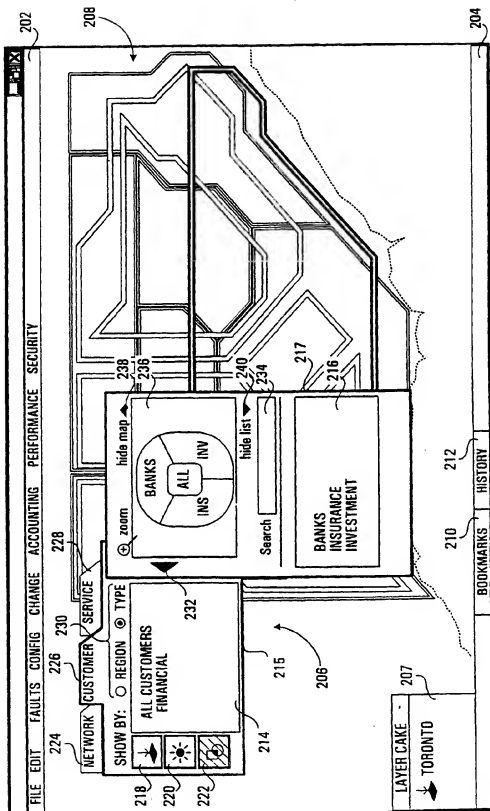 202
FILE EDIT FAULTS CONFIG CHANGE ACCOUNTING PERFORMANCE SECURITY
208
224
226
228
NETWORK CUSTOMER SERVICE
230
SHOW BY: REGION TYPE
218
220
222
ALL CUSTOMERS
FINANCIAL
214
215
206
232
zoom
hide map
238
236
BANKS
ALL
INS
INV
hide list
240
234
Search
217
216
BANKS
INSURANCE
INVESTMENT
LAYER CAKE
207
TORONTO
210
212
BOOKMARKS
HISTORY
204